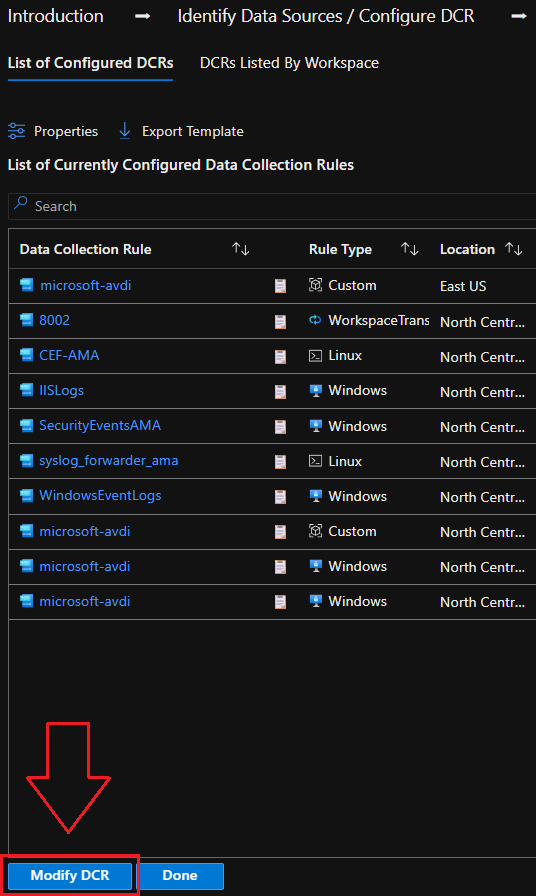 Introduction → Identify Data Sources / Configure DCR →
List of Configured DCRs DCRs Listed By Workspace
Properties Export Template
List of Currently Configured Data Collection Rules
Search
Data Collection Rule ↑↓ Rule Type ↑↓ Location ↑↓
microsoft-avdi Custom East US
8002 WorkspaceTrans North Centr...
CEF-AMA Linux North Centr...
IISLogs Windows North Centr...
SecurityEventsAMA Windows North Centr...
syslog_forwarder_ama Linux North Centr...
WindowsEventLogs Windows North Centr...
microsoft-avdi Custom North Centr...
microsoft-avdi Windows North Centr...
microsoft-avdi Windows North Centr...
Modify DCR Done